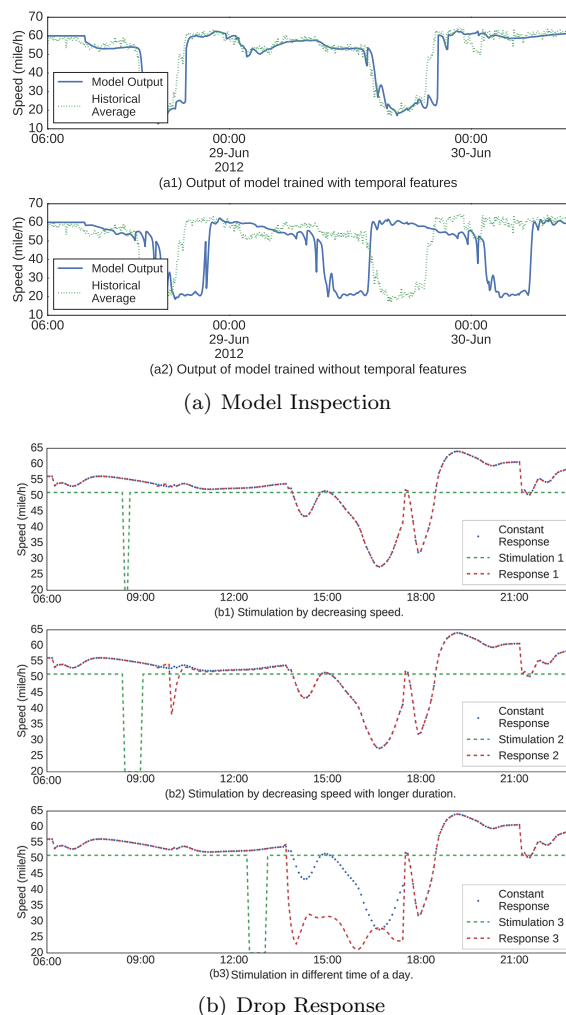 70
60
50
40
30
20
10
Speed (mile/h)
Model Output
Historical
Average
06:00
00:00
00:00
29-Jun
30-Jun
2012
(a1) Output of model trained with temporal features
70
60
50
40
30
20
10
Speed (mile/h)
Model Output
Historical
Average
06:00
00:00
00:00
29-Jun
30-Jun
2012
(a2) Output of model trained without temporal features
(a) Model Inspection
65
60
55
50
45
40
35
30
25
20
Speed (mile/h)
Constant
Response
Stimulation 1
Response 1
06:00 09:00 12:00 15:00 18:00 21:00
(b1) Stimulation by decreasing speed.
65
60
55
50
45
40
35
30
25
20
Speed (mile/h)
Constant
Response
Stimulation 2
Response 2
06:00 09:00 12:00 15:00 18:00 21:00
(b2) Stimulation by decreasing speed with longer duration.
65
60
55
50
45
40
35
30
25
20
Speed (mile/h)
Constant
Response
Stimulation 3
Response 3
06:00 09:00 12:00 15:00 18:00 21:00
(b3) Stimulation in different time of a day.
(b) Drop Response